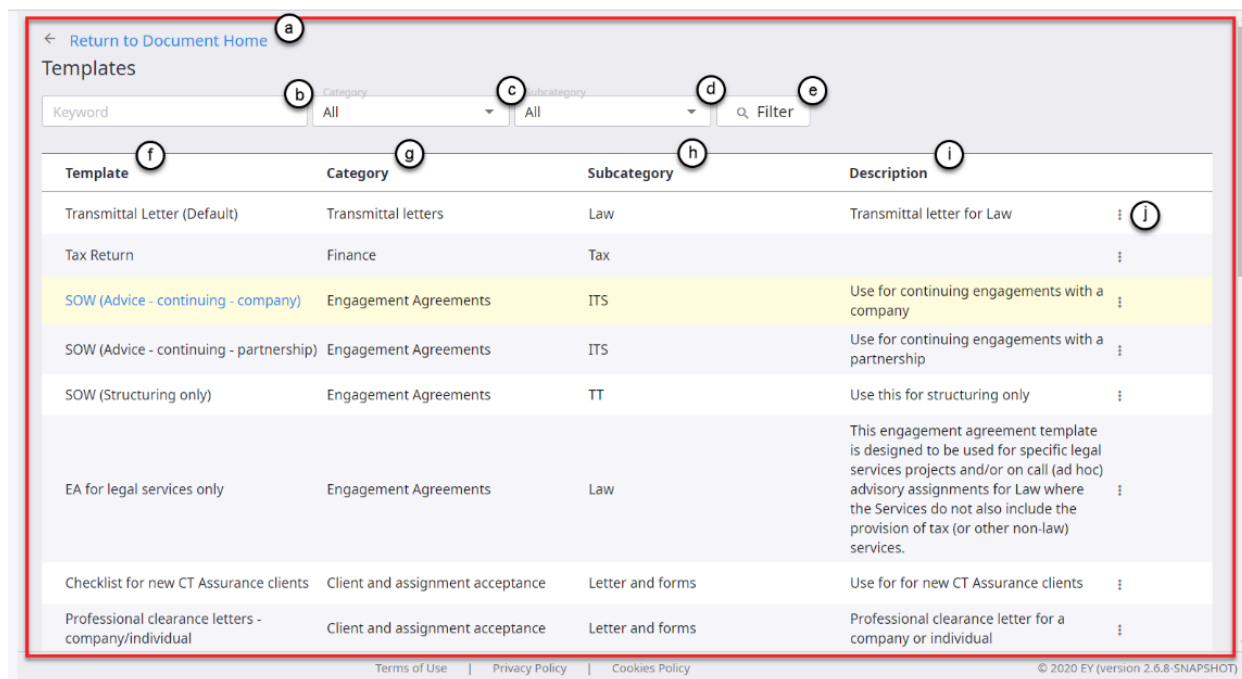 ← Return to Document Home a
Templates
b Category c Subcategory d e
Keyword All All Filter
f g h i
Template Category Subcategory Description
Transmittal Letter (Default) Transmittal letters Law Transmittal letter for Law j
Tax Return Finance Tax
SOW (Advice - continuing - company) Engagement Agreements ITS Use for continuing engagements with a
company
SOW (Advice - continuing - partnership) Engagement Agreements ITS Use for continuing engagements with a
partnership
SOW (Structuring only) Engagement Agreements TT Use this for structuring only
This engagement agreement template
is designed to be used for specific legal
services projects and/or on call (ad hoc)
EA for legal services only Engagement Agreements Law advisory assignments for Law where
the Services do not also include the
provision of tax (or other non-law)
services.
Checklist for new CT Assurance clients Client and assignment acceptance Letter and forms Use for for new CT Assurance clients
Professional clearance letters -
company/individual Client and assignment acceptance Letter and forms Professional clearance letter for a
company or individual
Terms of Use | Privacy Policy | Cookies Policy © 2020 EY (version 2.6.8-SNAPSHOT)